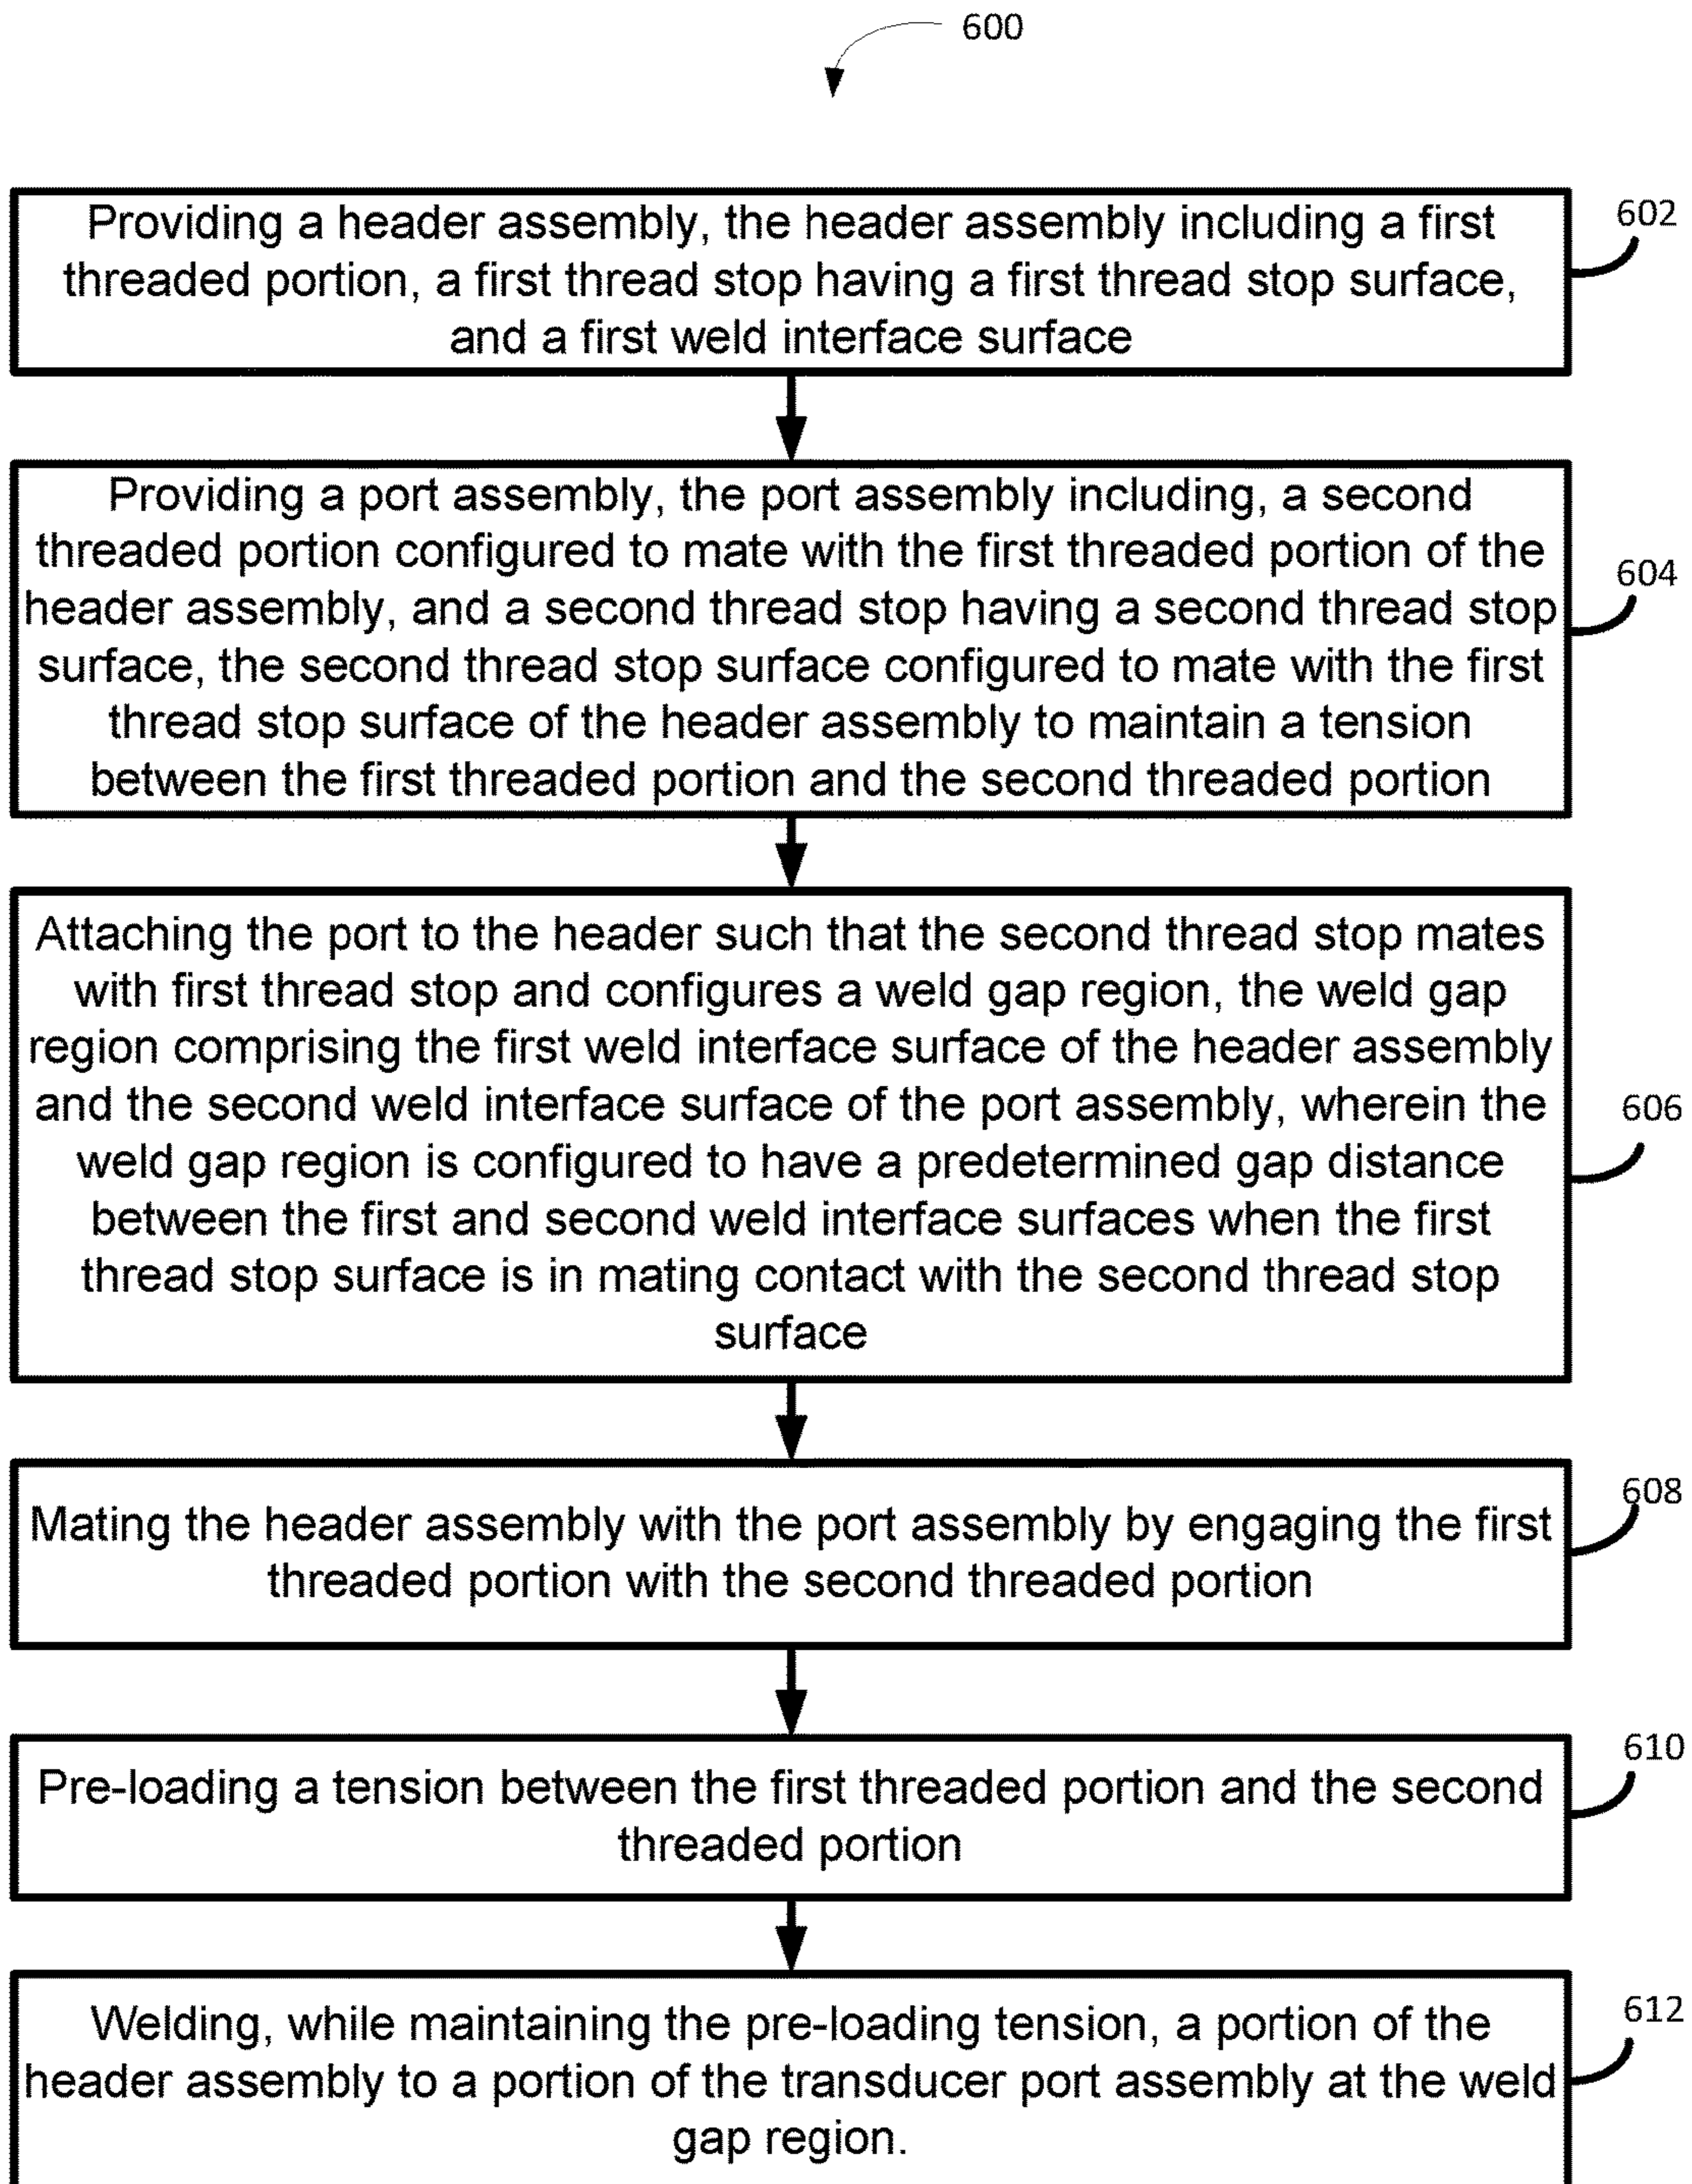 600
Providing a header assembly, the header assembly including a first
threaded portion, a first thread stop having a first thread stop surface,
and a first weld interface surface
602
Providing a port assembly, the port assembly including, a second
threaded portion configured to mate with the first threaded portion of the
header assembly, and a second thread stop having a second thread stop
surface, the second thread stop surface configured to mate with the first
thread stop surface of the header assembly to maintain a tension
between the first threaded portion and the second threaded portion
604
Attaching the port to the header such that the second thread stop mates
with first thread stop and configures a weld gap region, the weld gap
region comprising the first weld interface surface of the header assembly
and the second weld interface surface of the port assembly, wherein the
weld gap region is configured to have a predetermined gap distance
between the first and second weld interface surfaces when the first
thread stop surface is in mating contact with the second thread stop
surface
606
Mating the header assembly with the port assembly by engaging the first
threaded portion with the second threaded portion
608
Pre-loading a tension between the first threaded portion and the second
threaded portion
610
Welding, while maintaining the pre-loading tension, a portion of the
header assembly to a portion of the transducer port assembly at the weld
gap region.
612